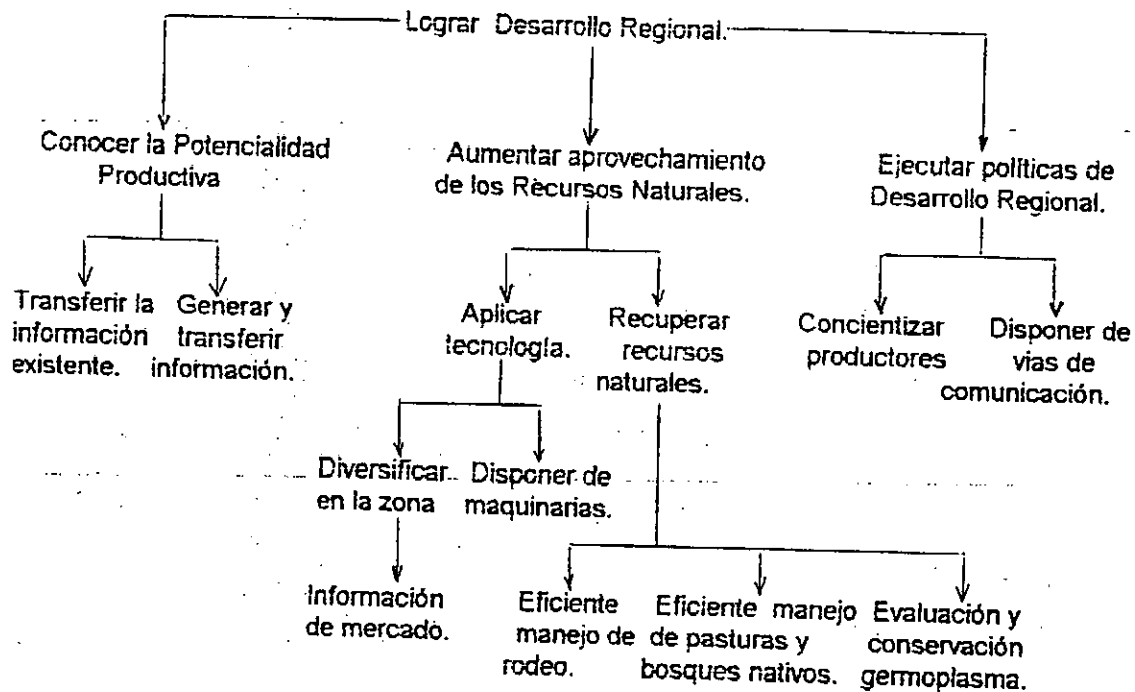 Lograr Desarrollo Regional.
Conocer la Potencialidad
Productiva
Aumentar aprovechamiento
de los Recursos Naturales.
Ejecutar políticas de
Desarrollo Regional.
Transferir la
información
existente.
Generar y
transferir
información.
Aplicar
tecnología.
Recuperar
recursos
naturales.
Concientizar
productores
Disponer de
vias de
comunicación.
Diversificar
en la zona
Disponer de
maquinarias.
Información
de mercado.
Eficiente
manejo de
rodeo.
Eficiente manejo
de pasturas y
bosques nativos.
Evaluación y
conservación
germoplasma.